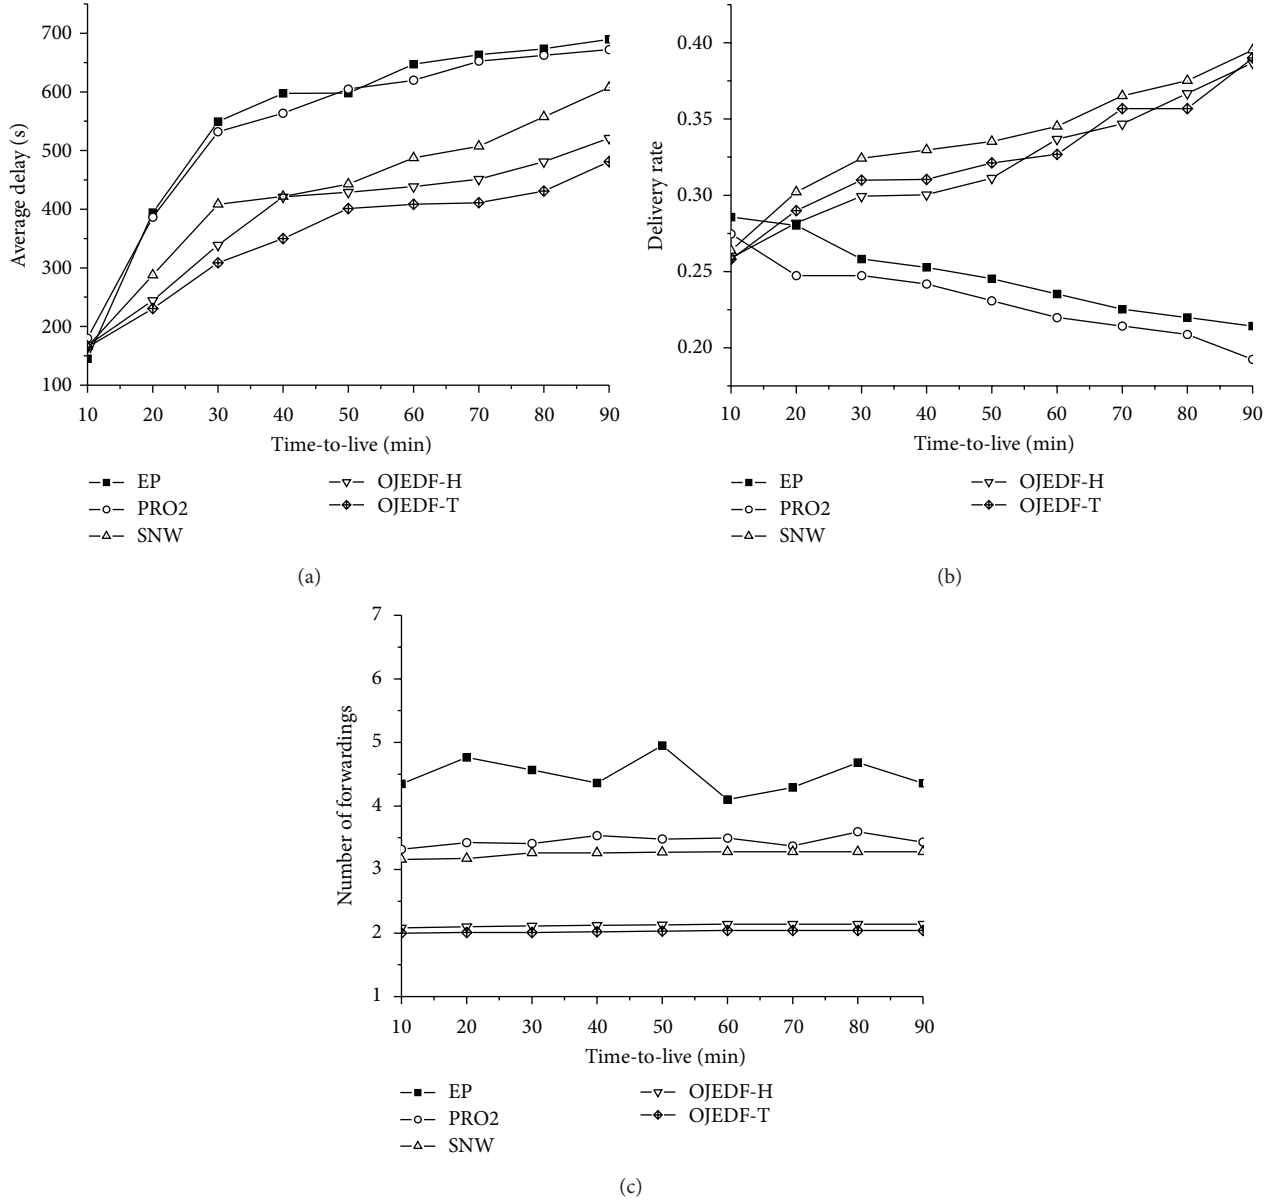 700
600
500
400
300
200
100
Average delay (s)
10 20 30 40 50 60 70 80 90
Time-to-live (min)
EP
PRO2
SNW
OJEDF-H
OJEDF-T
(a)
0.40
0.35
0.30
0.25
0.20
Delivery rate
10 20 30 40 50 60 70 80 90
Time-to-live (min)
EP
PRO2
SNW
OJEDF-H
OJEDF-T
(b)
7
6
5
4
3
2
1
Number of forwardings
10 20 30 40 50 60 70 80 90
Time-to-live (min)
EP
PRO2
SNW
OJEDF-H
OJEDF-T
(c)